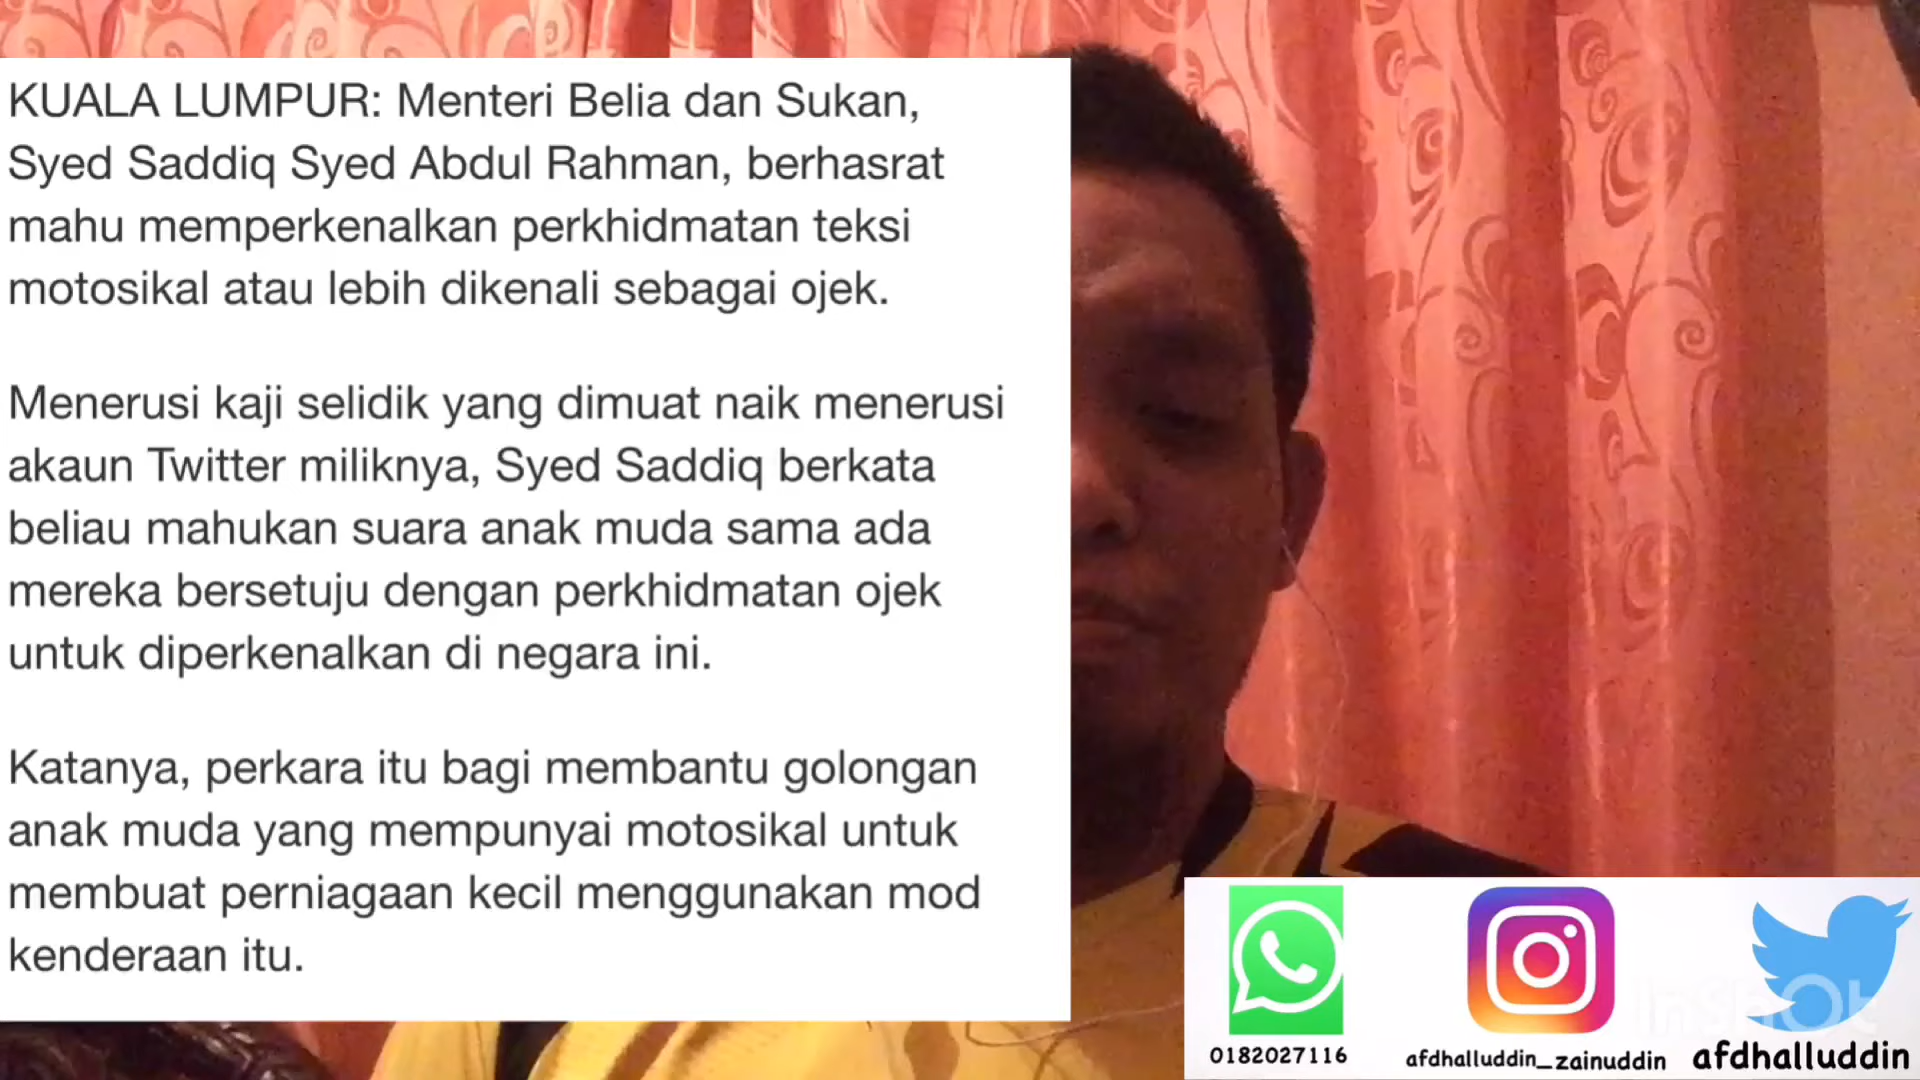 KUALA LUMPUR: Menteri Belia dan Sukan,
Syed Saddiq Syed Abdul Rahman, berhasrat
mahu memperkenalkan perkhidmatan teksi
motosikal atau lebih dikenali sebagai ojek.
Menerusi kaji selidik yang dimuat naik menerusi
akaun Twitter miliknya, Syed Saddiq berkata
beliau mahukan suara anak muda sama ada
mereka bersetuju dengan perkhidmatan ojek
untuk diperkenalkan di negara ini.
Katanya, perkara itu bagi membantu golongan
anak muda yang mempunyai motosikal untuk
membuat perniagaan kecil menggunakan mod
kenderaan itu.
InShOt
0182027116
afdhalluddin_zainuddin
afdhalluddin